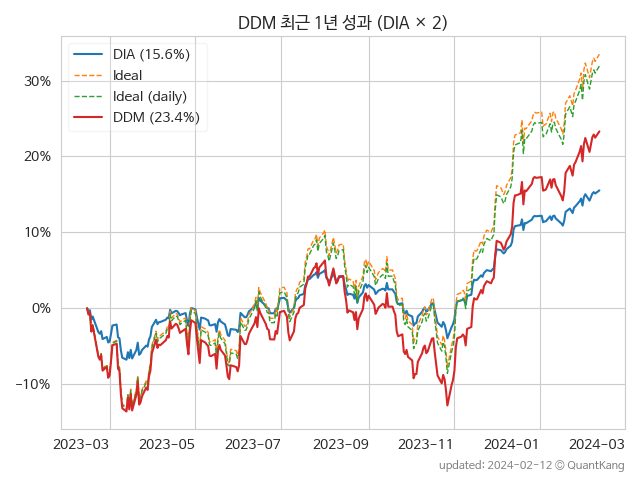 DDM 최근 1년 성과 (DIA × 2)
DIA (15.6%)
Ideal
Ideal (daily)
DDM (23.4%)
30%
20%
10%
0%
−10%
2023-03
2023-05
2023-07
2023-09
2023-11
2024-01
2024-03
updated: 2024-02-12 © QuantKang